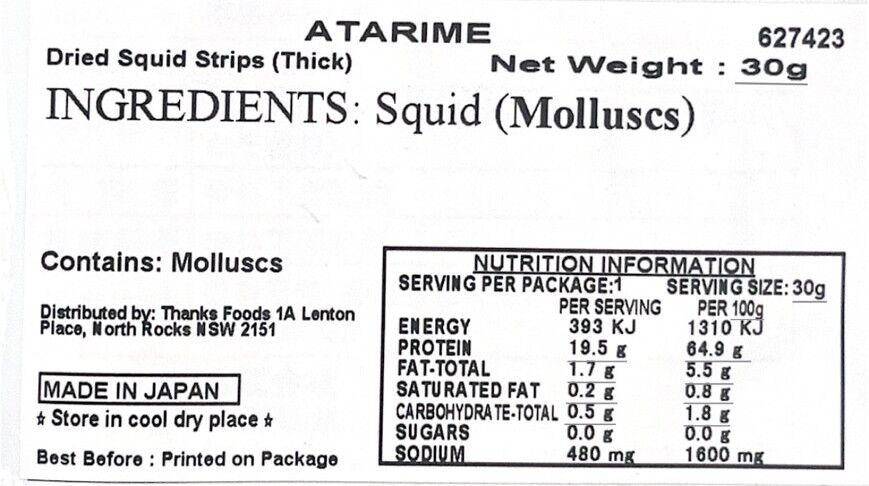 ATARIME
627423
Dried Squid Strips (Thick)
Net Weight : 30g
INGREDIENTS: Squid (Molluscs)
Contains: Molluscs
Distributed by: Thanks Foods 1A Lenton
Place, North Rocks NSW 2151
MADE IN JAPAN
☆ Store in cool dry place ☆
Best Before : Printed on Package
NUTRITION INFORMATION
SERVING PER PACKAGE:1 SERVING SIZE: 30g
PER SERVING PER 100g
ENERGY 393 KJ 1310 KJ
PROTEIN 19.5 g 64.9 g
FAT-TOTAL 1.7 g 5.5 g
SATURATED FAT 0.2 g 0.8 g
CARBOHYDRATE-TOTAL 0.5 g 1.8 g
SUGARS 0.0 g 0.0 g
SODIUM 480 mg 1600 mg